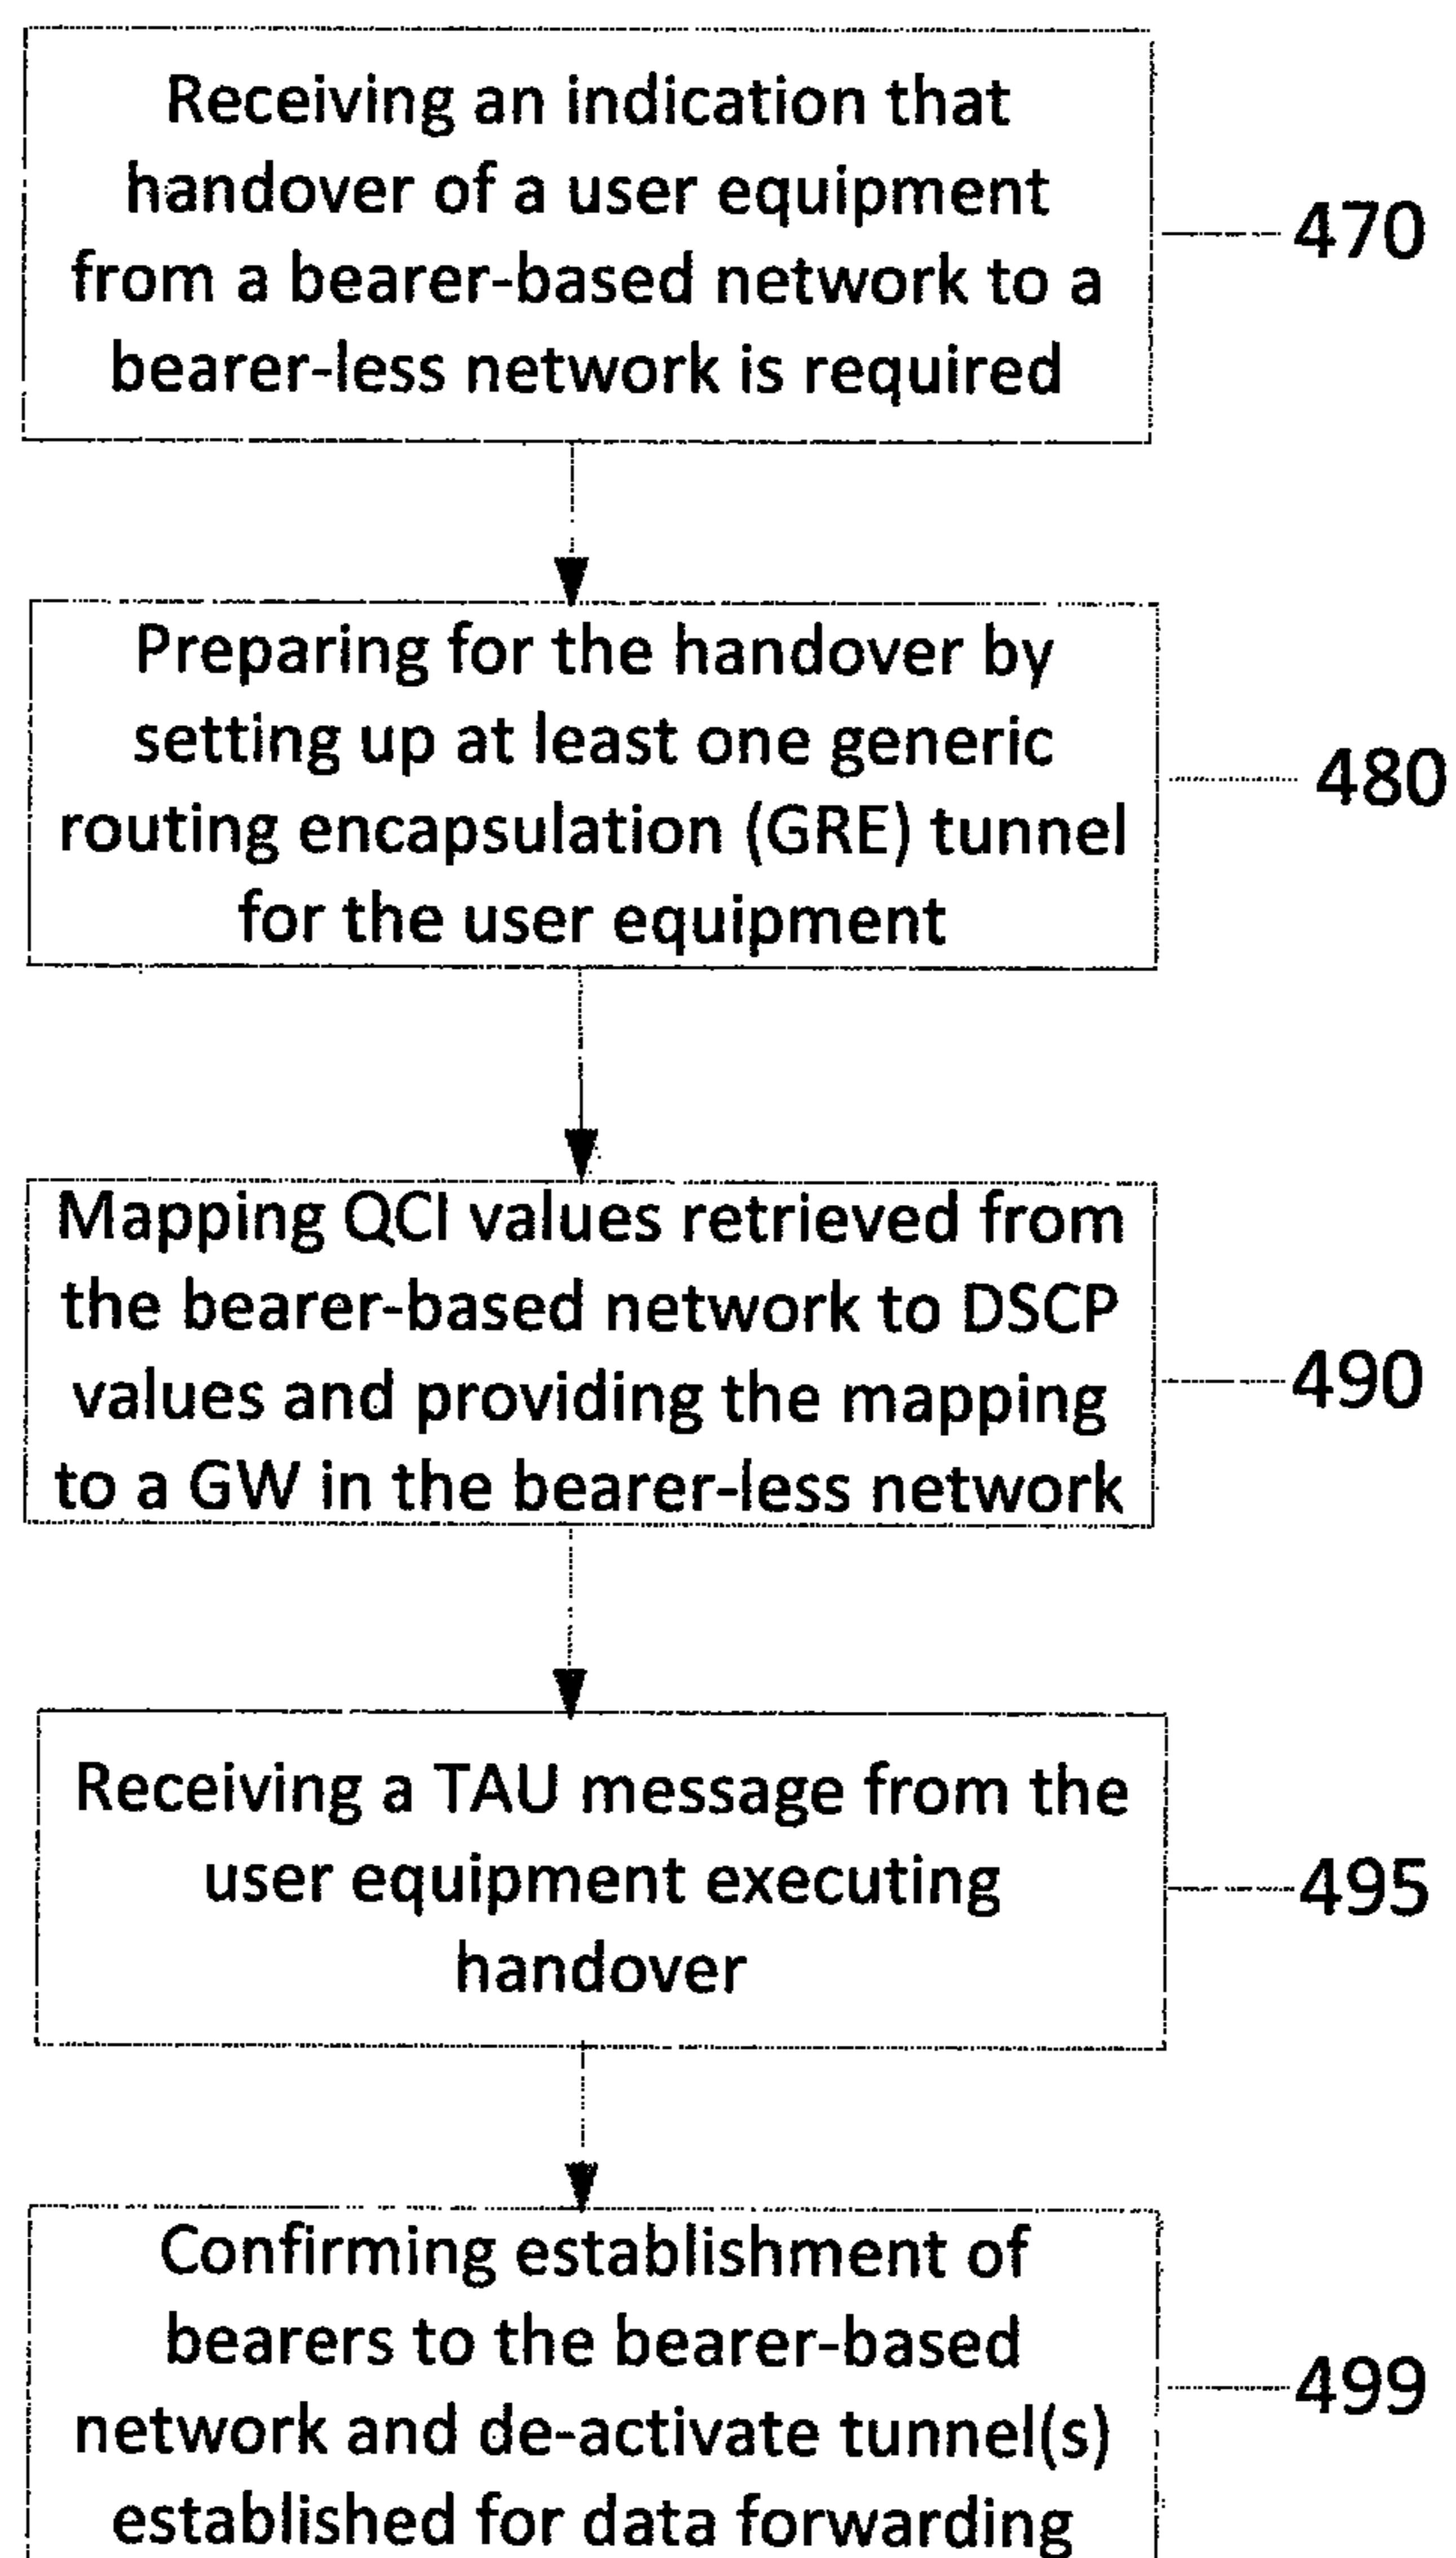 Receiving an indication that
handover of a user equipment
from a bearer-based network to a
bearer-less network is required
470
Preparing for the handover by
setting up at least one generic
routing encapsulation (GRE) tunnel
for the user equipment
480
Mapping QCI values retrieved from
the bearer-based network to DSCP
values and providing the mapping
to a GW in the bearer-less network
490
Receiving a TAU message from the
user equipment executing
handover
495
Confirming establishment of
bearers to the bearer-based
network and de-activate tunnel(s)
established for data forwarding
499